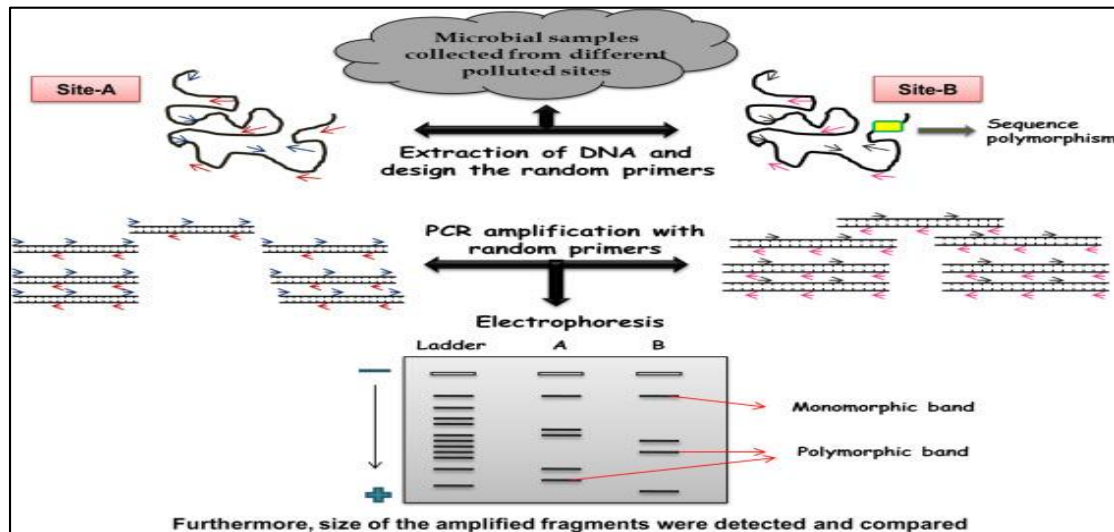 Microbial samples
collected from different
polluted sites
Site-A
Site-B
Sequence
polymorphism
Extraction of DNA and
design the random primers
PCR amplification with
random primers
Electrophoresis
Ladder A B
Monomorphic band
Polymorphic band
Furthermore, size of the amplified fragments were detected and compared